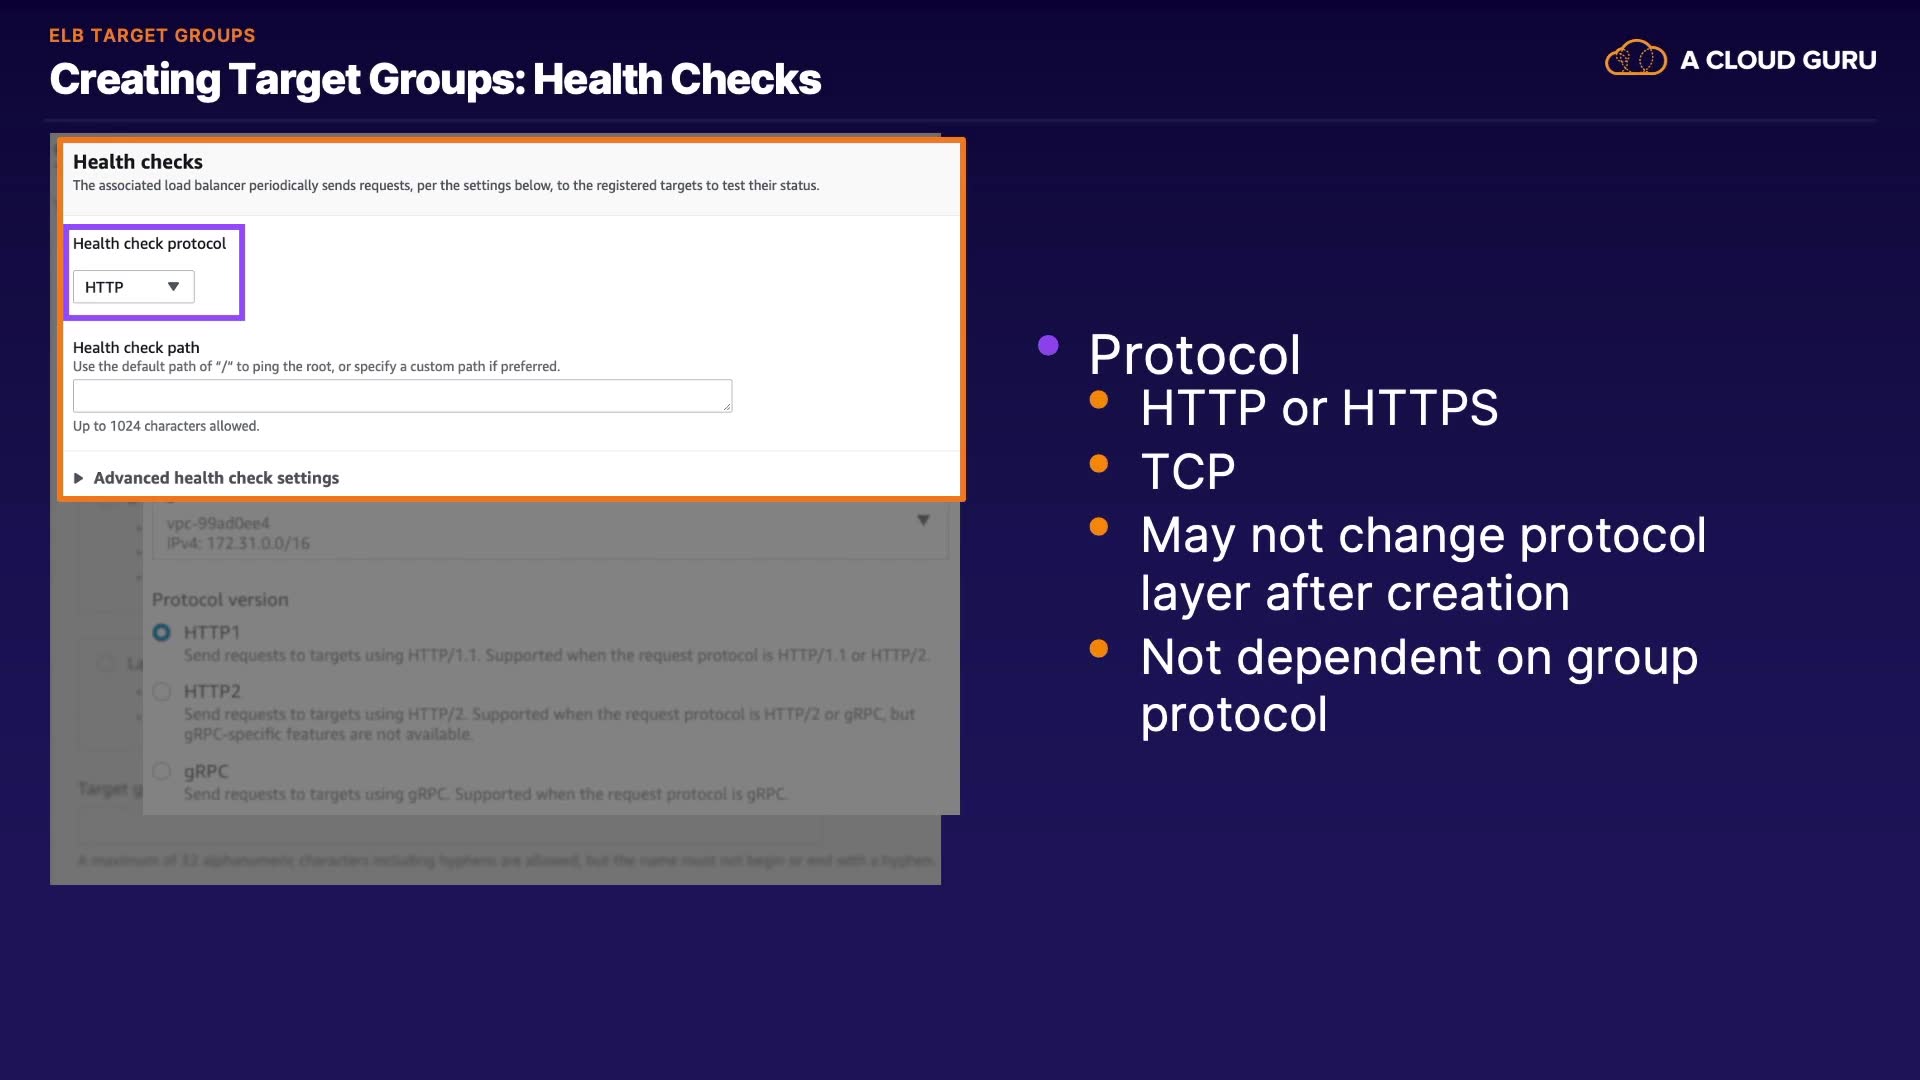 ELB TARGET GROUPS
Creating Target Groups: Health Checks
A CLOUD GURU
Health checks
The associated load balancer periodically sends requests, per the settings below, to the registered targets to test their status.
Health check protocol
HTTP
Health check path
Use the default path of “/” to ping the root, or specify a custom path if preferred.
Up to 1024 characters allowed.
Advanced health check settings
vpc-99ad0ee4
IPv4: 172.31.0.0/16
Protocol version
HTTP1
Send requests to targets using HTTP/1.1. Supported when the request protocol is HTTP/1.1 or HTTP/2.
HTTP2
Send requests to targets using HTTP/2. Supported when the request protocol is HTTP/2 or gRPC, but
gRPC-specific features are not available.
gRPC
Send requests to targets using gRPC. Supported when the request protocol is gRPC.
Target g
A maximum of 32 alphanumeric characters including hyphens are allowed, but the name must not begin or end with a hyphen.
Protocol
HTTP or HTTPS
TCP
May not change protocol
layer after creation
Not dependent on group
protocol